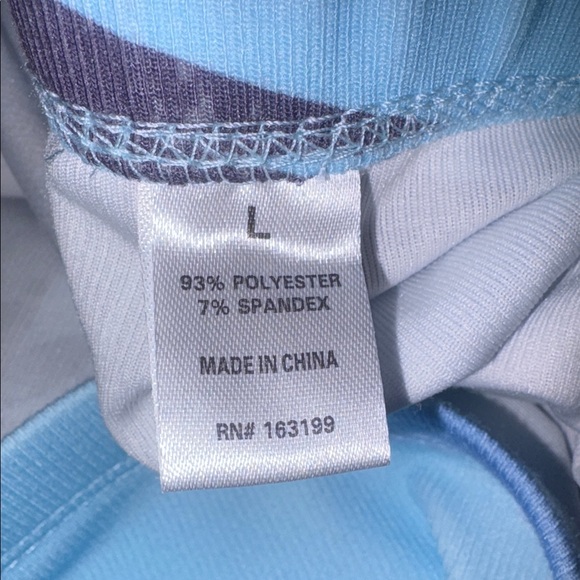 L
93% POLYESTER
7% SPANDEX
MADE IN CHINA
RN# 163199